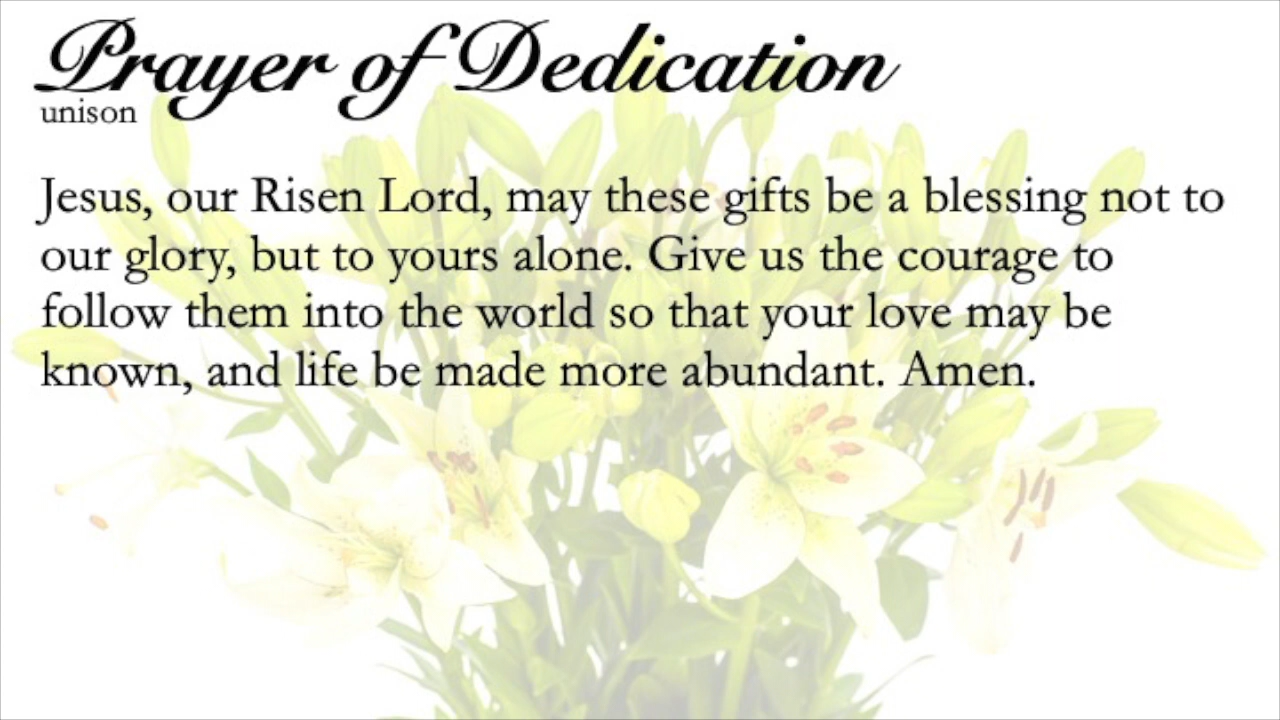 Prayer of Dedication
unison
Jesus, our Risen Lord, may these gifts be a blessing not to
our glory, but to yours alone. Give us the courage to
follow them into the world so that your love may be
known, and life be made more abundant. Amen.